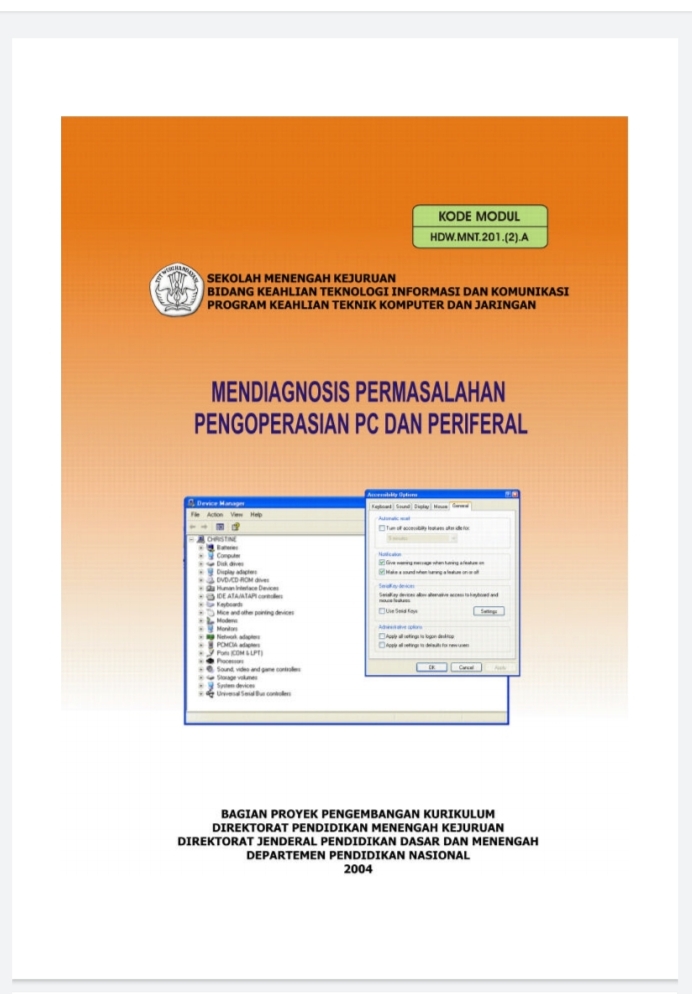 KODE MODUL
HDW.MNT.201.(2).A
TUT WURI HANDAYANI
SEKOLAH MENENGAH KEJURUAN
BIDANG KEAHLIAN TEKNOLOGI INFORMASI DAN KOMUNIKASI
PROGRAM KEAHLIAN TEKNIK KOMPUTER DAN JARINGAN
MENDIAGNOSIS PERMASALAHAN
PENGOPERASIAN PC DAN PERIFERAL
Device Manager
File Action View Help
CHRISTINE
Batteries
Computer
Disk drives
Display adapters
DVD/CD-ROM drives
Human Interface Devices
IDE ATA/ATAPI controllers
Keyboards
Mice and other pointing devices
Modems
Monitors
Network adapters
PCMCIA adapters
Ports (COM & LPT)
Processors
Sound, video and game controllers
Storage volumes
System devices
Universal Serial Bus controllers
Accessibility Options
Keyboard Sound Display Mouse General
Automatic reset
Turn off accessibility features after idle for:
Notification
Give warning message when turning a feature on
Make a sound when turning a feature on or off
SerialKey devices
SerialKey devices allow alternative access to keyboard and
mouse features.
Use Serial Keys
Settings
Administrative options
Apply all settings to logon desktop
Apply all settings to defaults for new users
OK Cancel Apply
BAGIAN PROYEK PENGEMBANGAN KURIKULUM
DIREKTORAT PENDIDIKAN MENENGAH KEJURUAN
DIREKTORAT JENDERAL PENDIDIKAN DASAR DAN MENENGAH
DEPARTEMEN PENDIDIKAN NASIONAL
2004